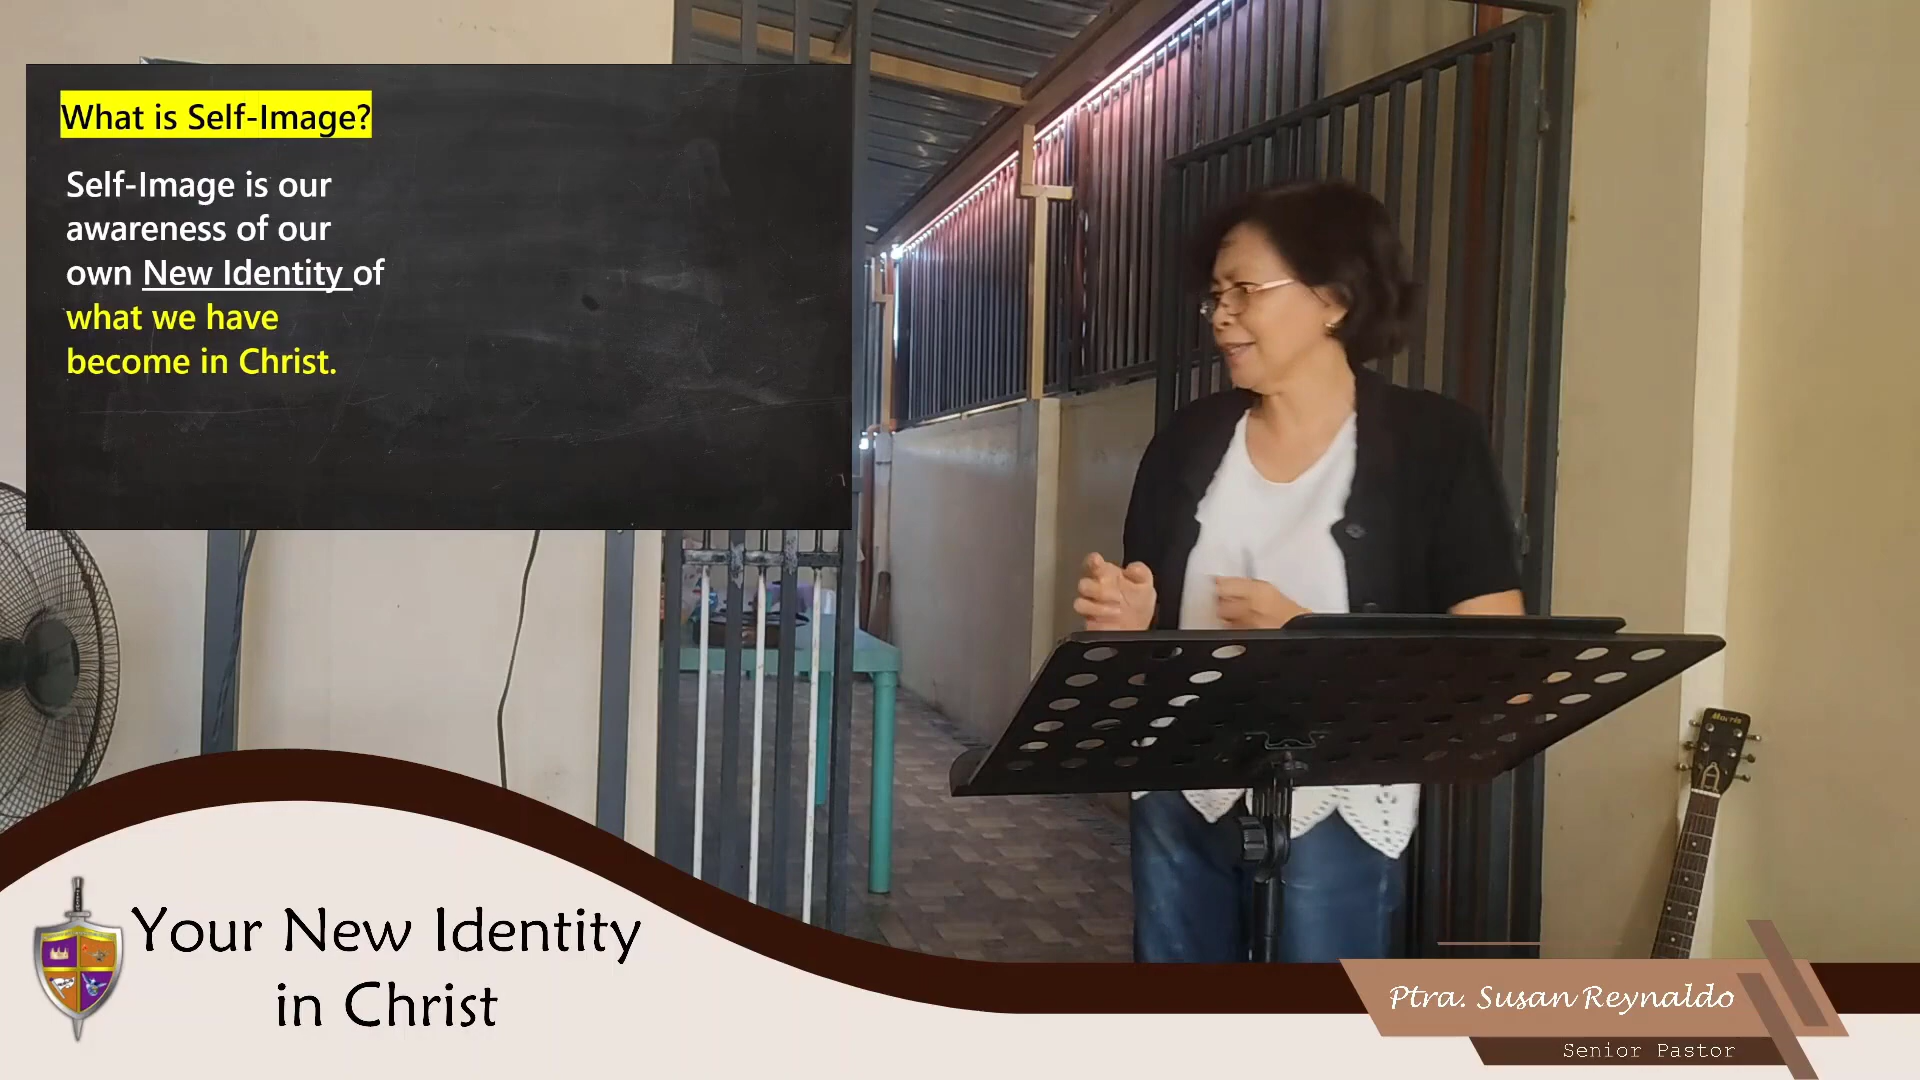 What is Self-Image?
Self-Image is our
awareness of our
own New Identity of
what we have
become in Christ.
Morris
Your New Identity
in Christ
Ptra. Susan Reynaldo
Senior Pastor